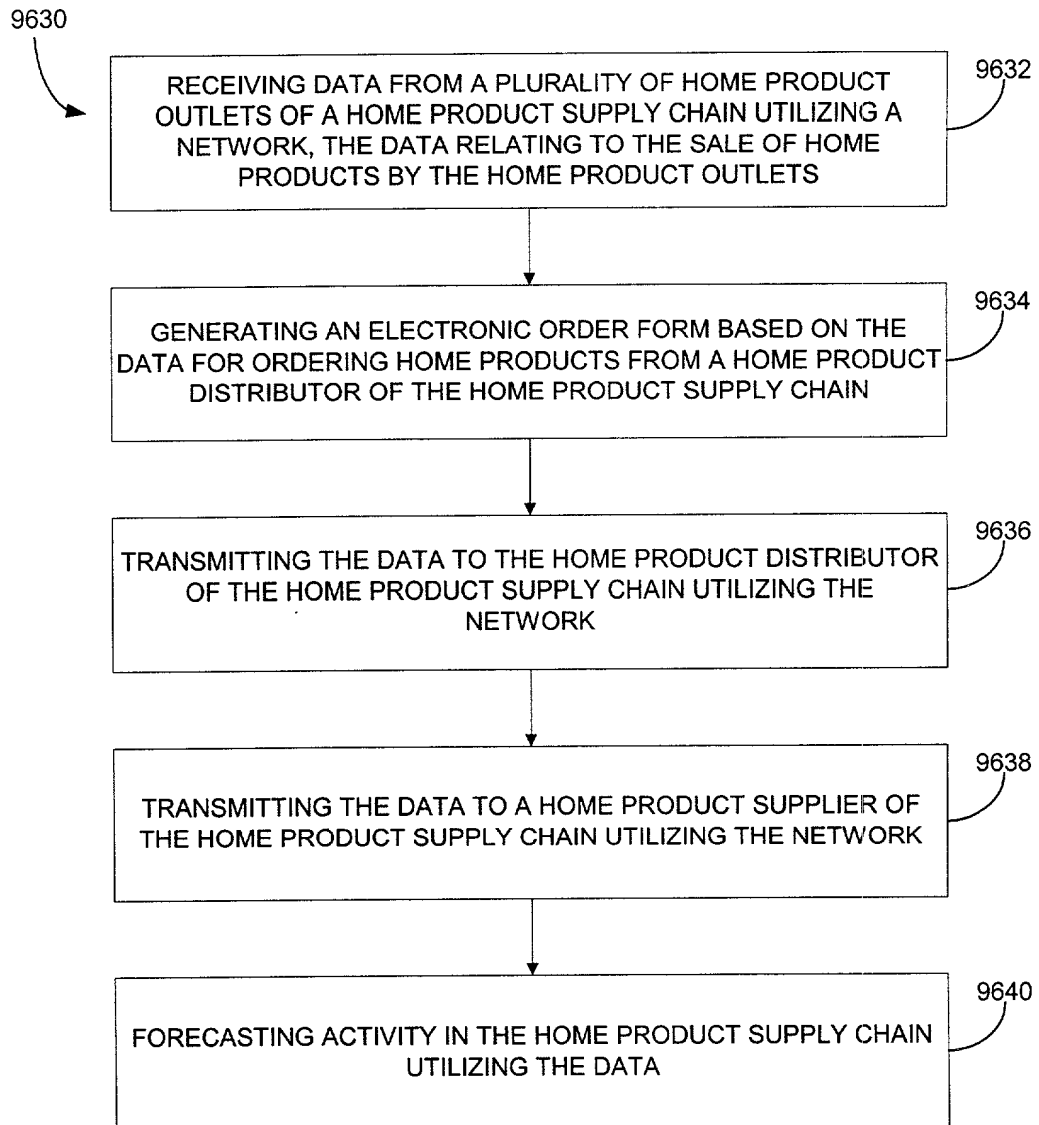 9630
RECEIVING DATA FROM A PLURALITY OF HOME PRODUCT
OUTLETS OF A HOME PRODUCT SUPPLY CHAIN UTILIZING A
NETWORK, THE DATA RELATING TO THE SALE OF HOME
PRODUCTS BY THE HOME PRODUCT OUTLETS
9632
GENERATING AN ELECTRONIC ORDER FORM BASED ON THE
DATA FOR ORDERING HOME PRODUCTS FROM A HOME PRODUCT
DISTRIBUTOR OF THE HOME PRODUCT SUPPLY CHAIN
9634
TRANSMITTING THE DATA TO THE HOME PRODUCT DISTRIBUTOR
OF THE HOME PRODUCT SUPPLY CHAIN UTILIZING THE
NETWORK
9636
TRANSMITTING THE DATA TO A HOME PRODUCT SUPPLIER OF
THE HOME PRODUCT SUPPLY CHAIN UTILIZING THE NETWORK
9638
FORECASTING ACTIVITY IN THE HOME PRODUCT SUPPLY CHAIN
UTILIZING THE DATA
9640